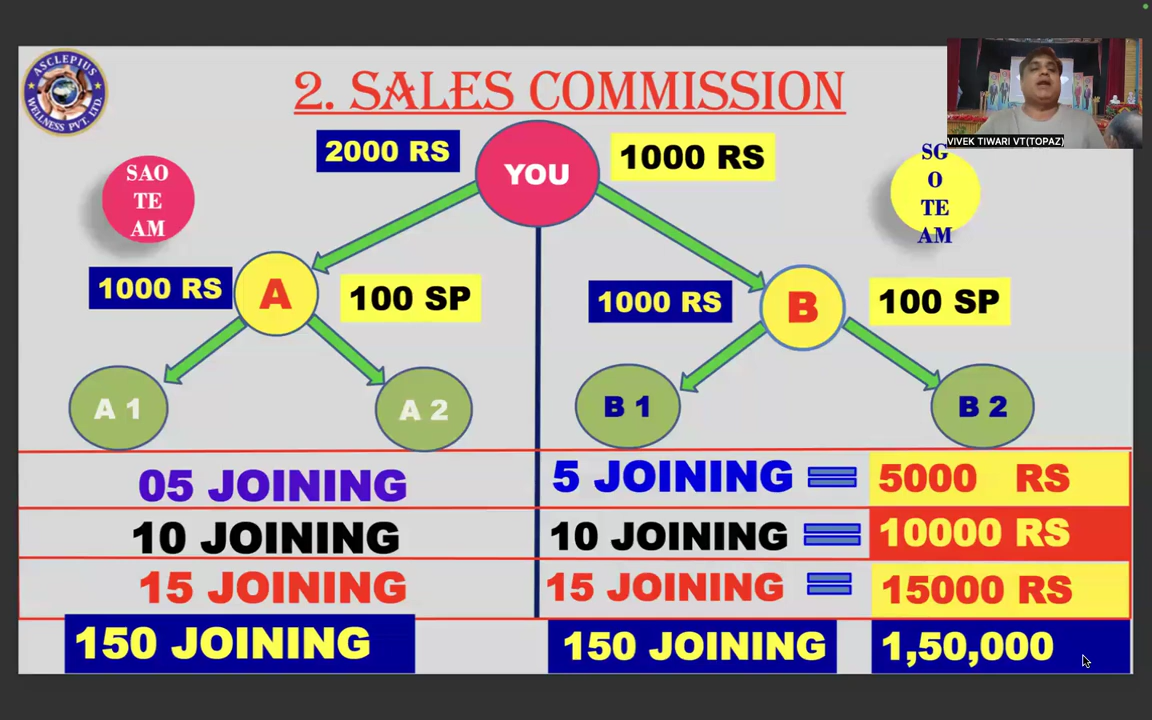 ASCLEPIUS
WELLNESS PVT. LTD.
2. SALES COMMISSION
VIVEK TIWARI VT(TOPAZ)
2000 RS
YOU
1000 RS
SAO
TE
AM
SG
O
TE
AM
1000 RS
A
100 SP
1000 RS
B
100 SP
A 1
A 2
B 1
B 2
05 JOINING
5 JOINING = 5000 RS
10 JOINING
10 JOINING = 10000 RS
15 JOINING
15 JOINING = 15000 RS
150 JOINING
150 JOINING
1,50,000